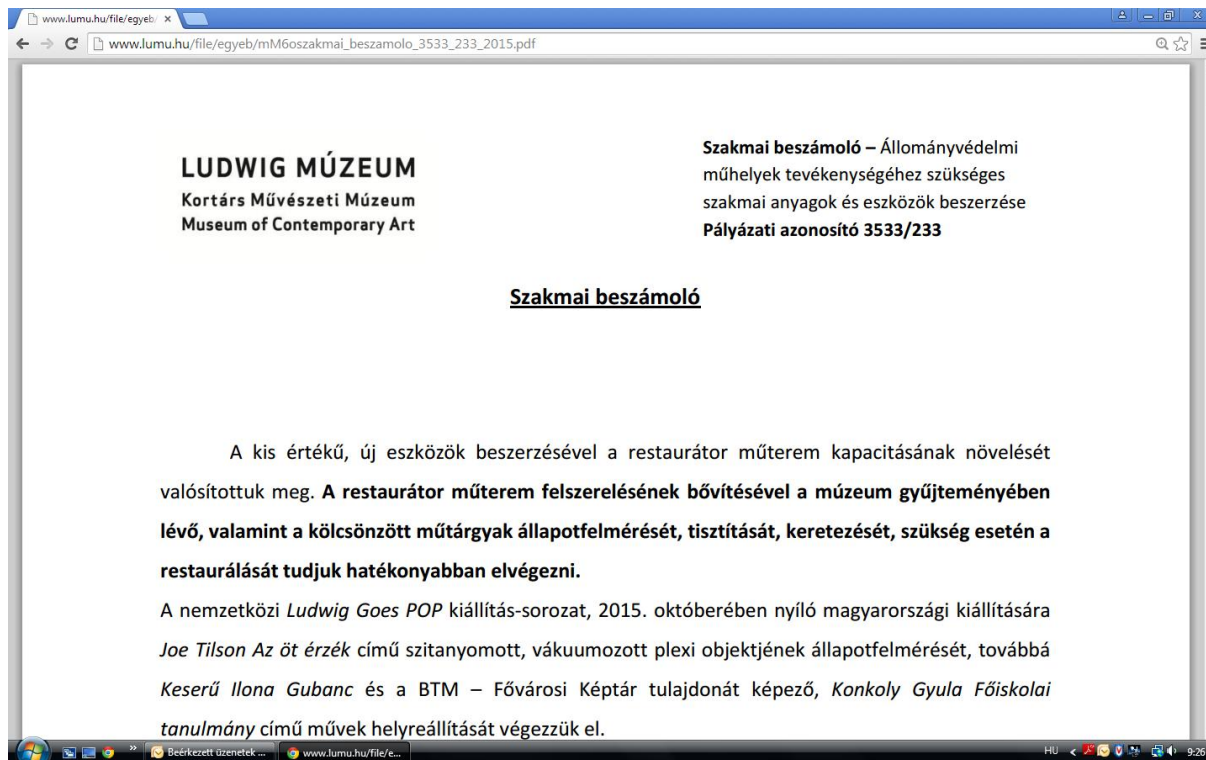 www.lumu.hu/file/egyeb/
www.lumu.hu/file/egyeb/mM6oszakmai_beszamolo_3533_233_2015.pdf
LUDWIG MÚZEUM
Kortárs Művészeti Múzeum
Museum of Contemporary Art
Szakmai beszámoló – Állományvédelmi
műhelyek tevékenységéhez szükséges
szakmai anyagok és eszközök beszerzése
Pályázati azonosító 3533/233
Szakmai beszámoló
A kis értékű, új eszközök beszerzésével a restaurátor műterem kapacitásának növelését
valósítottuk meg. A restaurátor műterem felszerelésének bővítésével a múzeum gyűjteményében
lévő, valamint a kölcsönzött műtárgyak állapotfelmérését, tisztítását, keretezését, szükség esetén a
restaurálását tudjuk hatékonyabban elvégezni.
A nemzetközi Ludwig Goes POP kiállítás-sorozat, 2015. októberében nyíló magyarországi kiállítására
Joe Tilson Az öt érzék című szitanyomott, vákuumozott plexi objektjének állapotfelmérését, továbbá
Keserű Ilona Gubanc és a BTM – Fővárosi Képtár tulajdonát képező, Konkoly Gyula Főiskolai
tanulmány című művek helyreállítását végezzük el.
Beérkezett üzenetek ...
www.lumu.hu/file/e...
HU
9:26